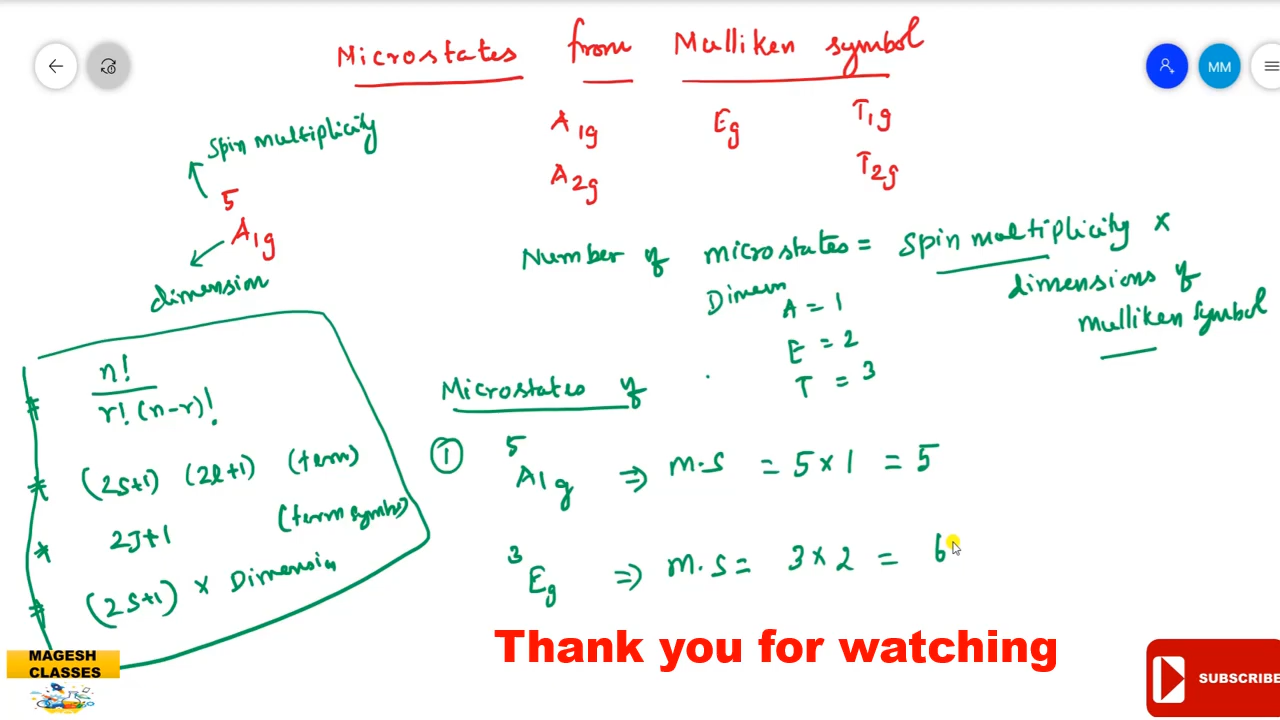 Microstates from Mulliken symbol
MM
Spin multiplicity
5
A1g
dimension
A1g Eg T1g
A2g T2g
Number of microstates = Spin multiplicity ×
dimensions of
mulliken symbol
Dimem
A = 1
E = 2
T = 3
* n!
r! (n-r)!
* (2s+1) (2l+1) (term)
* 2J+1 (term symbol)
* (2s+1) × Dimension
Microstates of
① 5A1g ⇒ m.s = 5 × 1 = 5
3Eg ⇒ m.s = 3 × 2 = 6
Thank you for watching
MAGESH
CLASSES
SUBSCRIBE